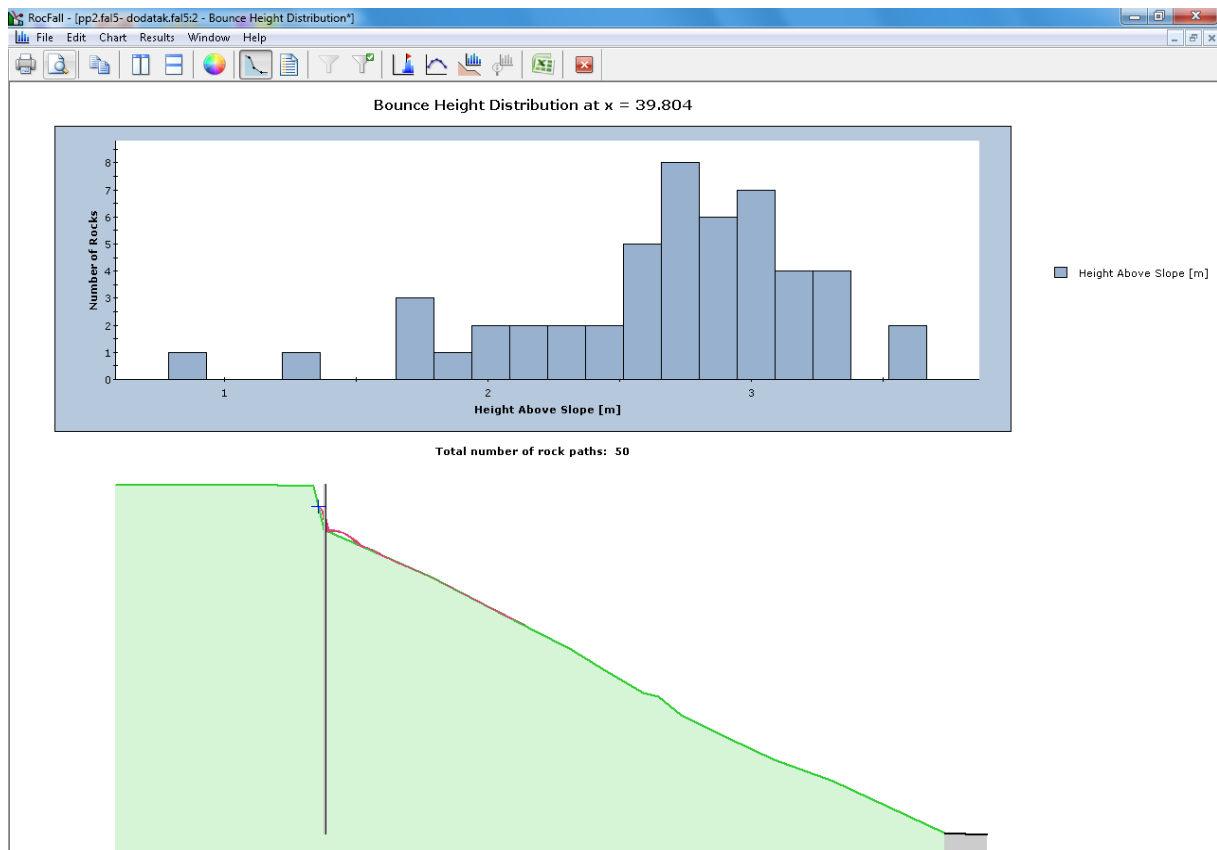 RocFall - [pp2.fal5- dodatak.fal5:2 - Bounce Height Distribution*]
File Edit Chart Results Window Help
Bounce Height Distribution at x = 39.804
8
7
6
5
4
3
2
1
0
Number of Rocks
1 2 3
Height Above Slope [m]
Height Above Slope [m]
Total number of rock paths: 50